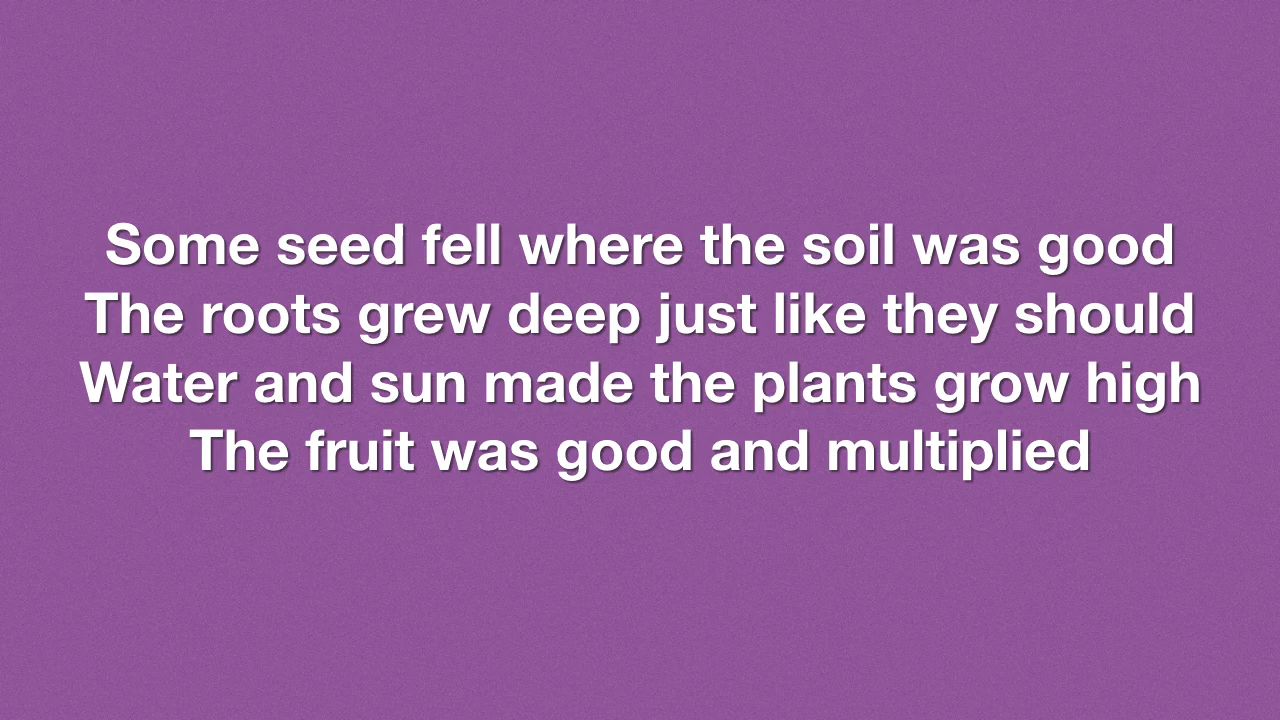 Some seed fell where the soil was good
The roots grew deep just like they should
Water and sun made the plants grow high
The fruit was good and multiplied